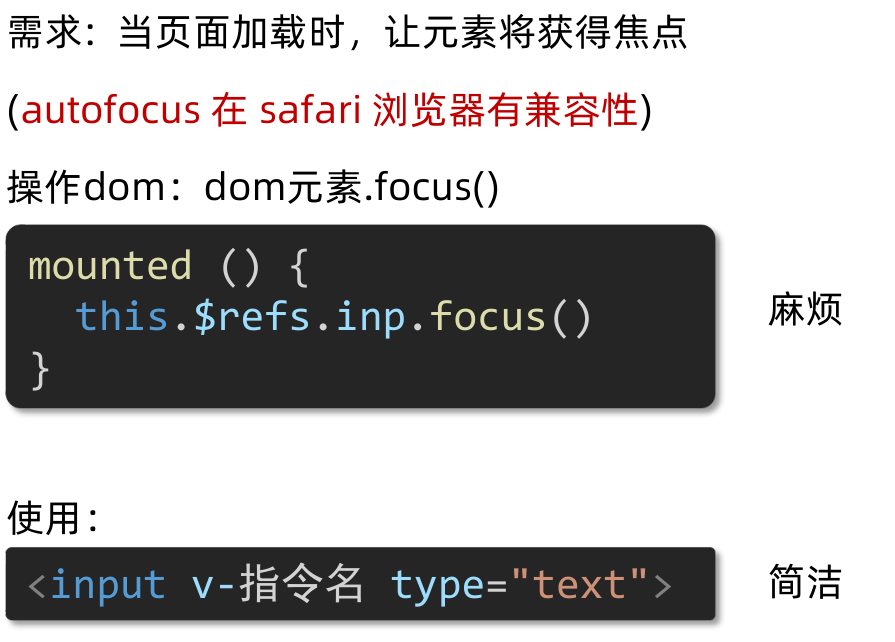 需求：当页面加载时，让元素将获得焦点
(autofocus 在 safari 浏览器有兼容性)
操作dom：dom元素.focus()
mounted () {
  this.$refs.inp.focus()
}
麻烦
使用：
<input v-指令名 type="text">
简洁